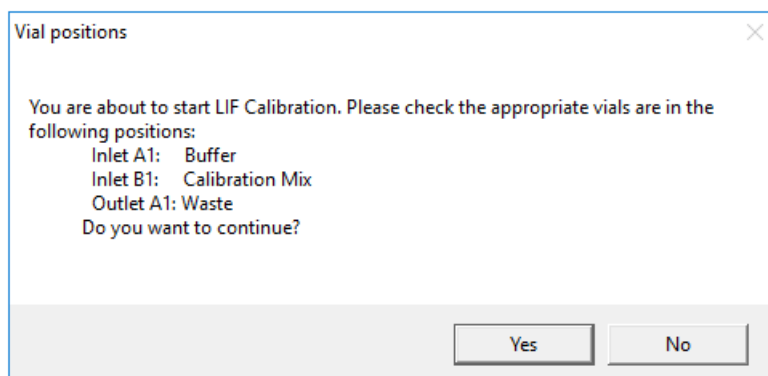 Vial positions
You are about to start LIF Calibration. Please check the appropriate vials are in the
following positions:
Inlet A1: Buffer
Inlet B1: Calibration Mix
Outlet A1: Waste
Do you want to continue?
Yes
No